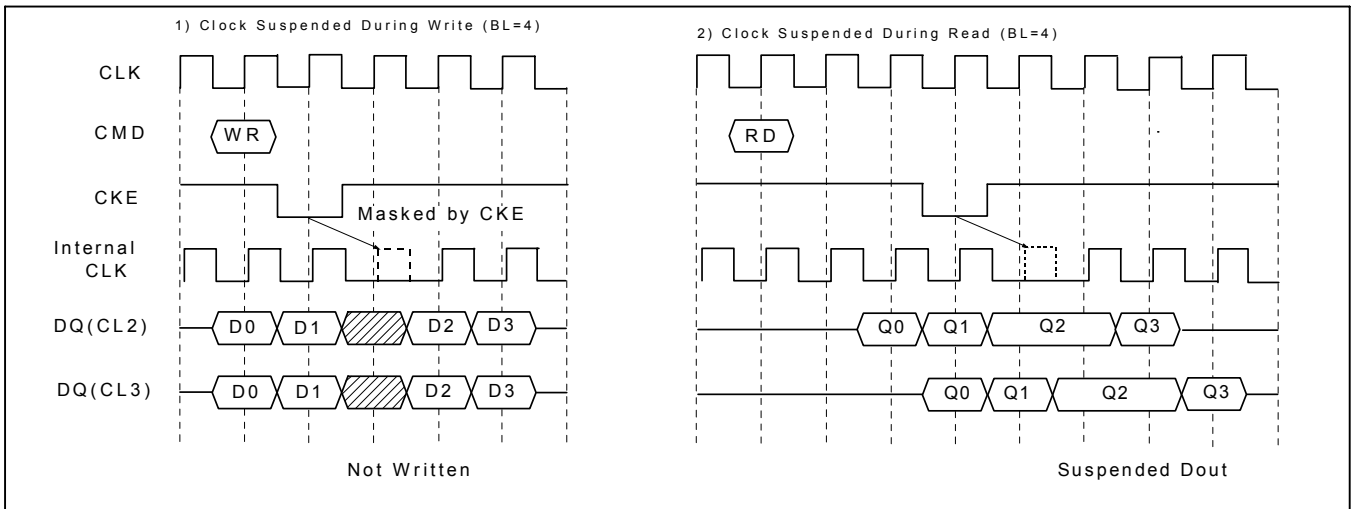 1) Clock Suspended During Write (BL=4)
2) Clock Suspended During Read (BL=4)
CLK
CMD
WR
RD
CKE
Masked by CKE
Internal
CLK
DQ(CL2)
D0 D1 D2 D3
Q0 Q1 Q2 Q3
DQ(CL3)
D0 D1 D2 D3
Q0 Q1 Q2 Q3
Not Written
Suspended Dout